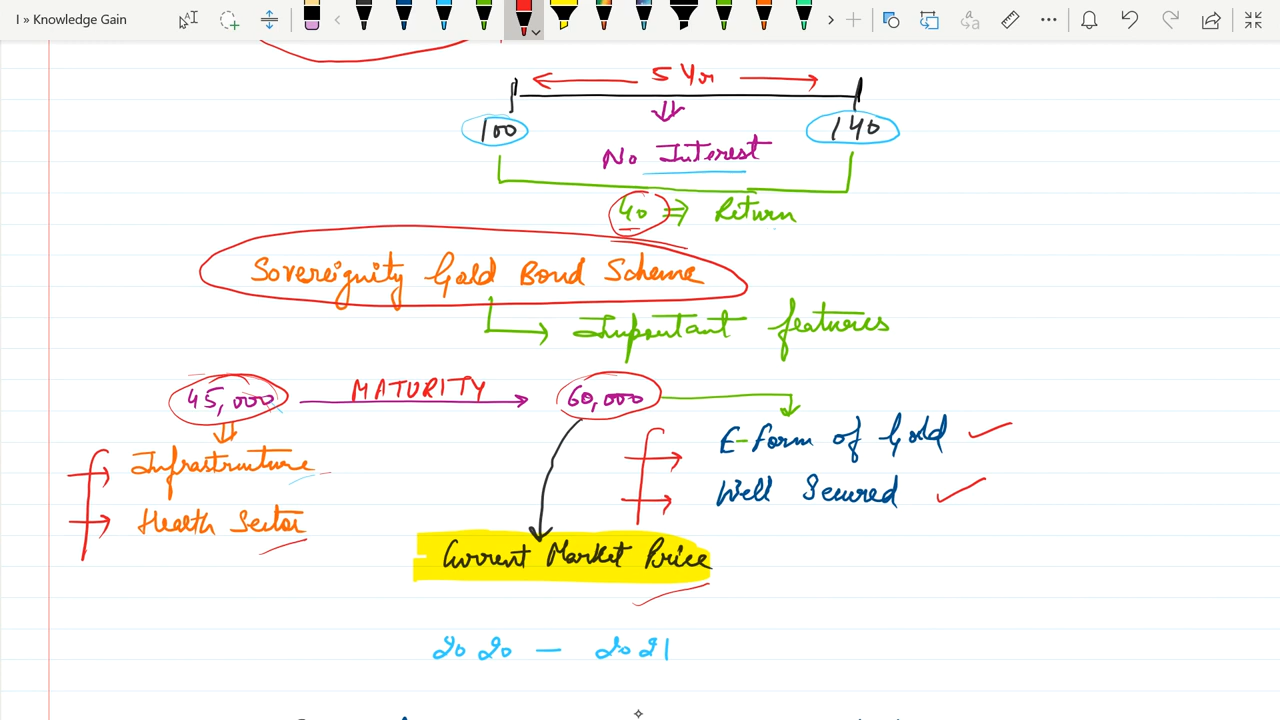 I » Knowledge Gain
5 Yr
100 140
No Interest
40 ⇒ Return
Sovereignity Gold Bond Scheme
Important features
45,000 MATURITY 60,000
E-form of Gold
Infrastructure
Well Secured
Health Sector
Current Market Price
2020 — 2021